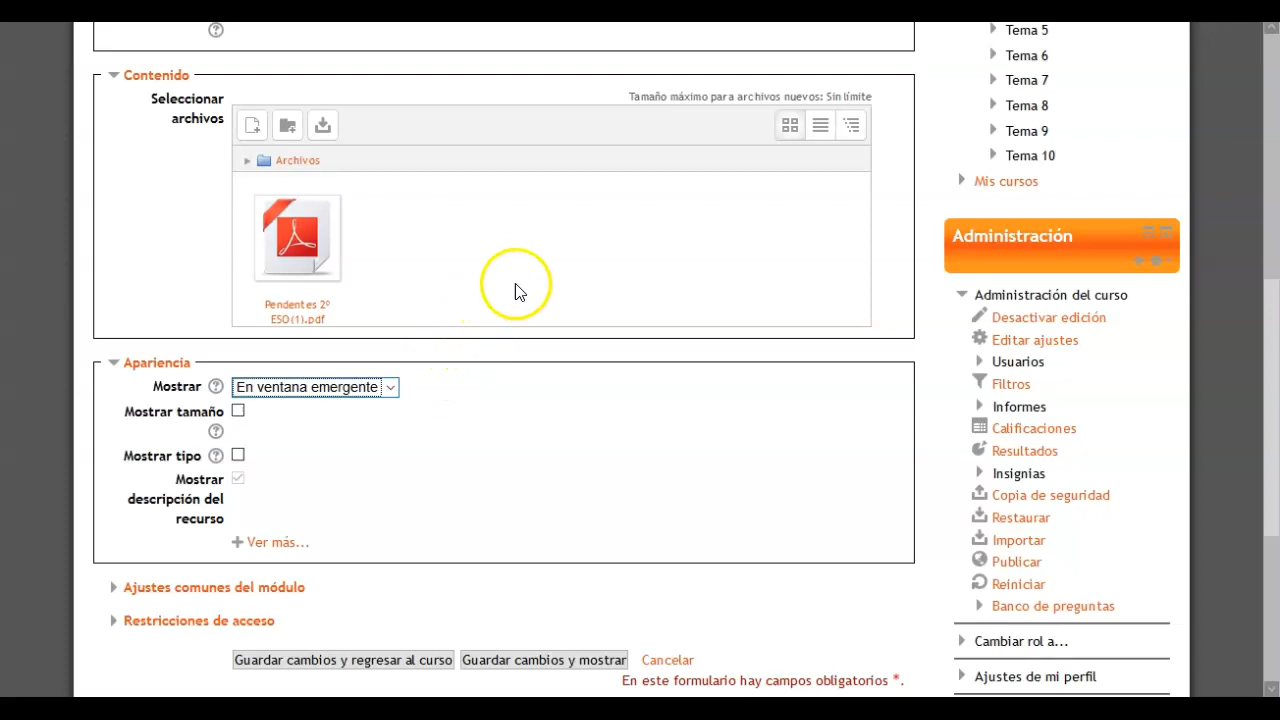 Contenido
Seleccionar
archivos
Tamaño máximo para archivos nuevos: Sin límite
Archivos
Pendentes 2º
ESO(1).pdf
Apariencia
Mostrar
En ventana emergente
Mostrar tamaño
Mostrar tipo
Mostrar
descripción del
recurso
Ver más...
Ajustes comunes del módulo
Restricciones de acceso
Guardar cambios y regresar al curso
Guardar cambios y mostrar
Cancelar
En este formulario hay campos obligatorios *.
Tema 5
Tema 6
Tema 7
Tema 8
Tema 9
Tema 10
Mis cursos
Administración
Administración del curso
Desactivar edición
Editar ajustes
Usuarios
Filtros
Informes
Calificaciones
Resultados
Insignias
Copia de seguridad
Restaurar
Importar
Publicar
Reiniciar
Banco de preguntas
Cambiar rol a...
Ajustes de mi perfil